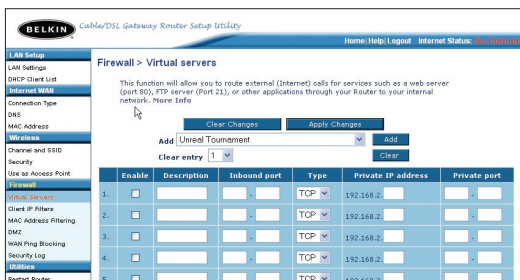 BELKIN
Cable/DSL Gateway Router Setup Utility
Home|Help|Logout Internet Status:
LAN Setup
LAN Settings
DHCP Client List
Internet WAN
Connection Type
DNS
MAC Address
Wireless
Channel and SSID
Security
Use as Access Point
Firewall
Virtual Servers
Client IP Filters
MAC Address Filtering
DMZ
WAN Ping Blocking
Security Log
Utilities
Restart Router
Firewall > Virtual servers
This function will allow you to route external (Internet) calls for services such as a web server
(port 80), FTP server (Port 21), or other applications through your Router to your internal
network. More Info
Clear Changes Apply Changes
Add Unreal Tournament Add
Clear entry 1 Clear
Enable Description Inbound port Type Private IP address Private port
1. - TCP 192.168.2. -
2. - TCP 192.168.2. -
3. - TCP 192.168.2. -
4. - TCP 192.168.2. -
5. TCP